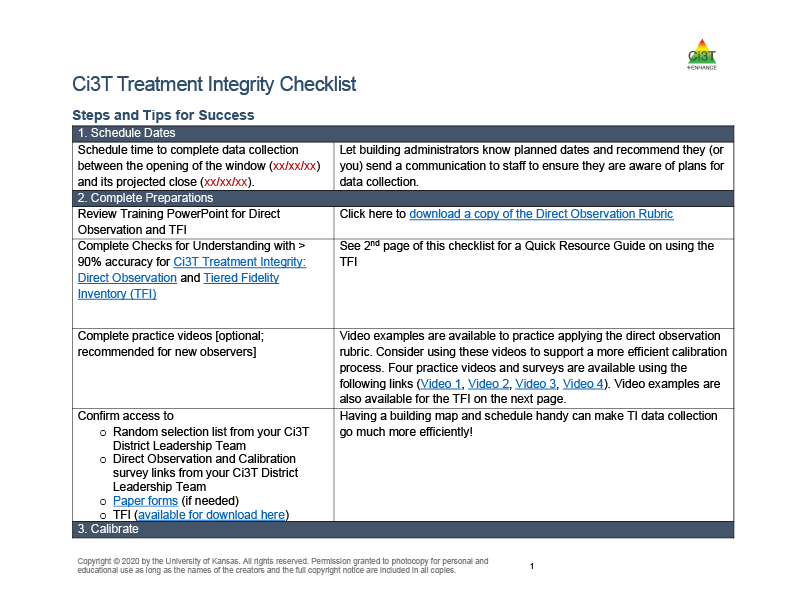 Ci3T
+ENHANCE
Ci3T Treatment Integrity Checklist
Steps and Tips for Success
1. Schedule Dates
Schedule time to complete data collection
between the opening of the window (xx/xx/xx)
and its projected close (xx/xx/xx).
Let building administrators know planned dates and recommend they (or
you) send a communication to staff to ensure they are aware of plans for
data collection.
2. Complete Preparations
Review Training PowerPoint for Direct
Observation and TFI
Click here to download a copy of the Direct Observation Rubric
Complete Checks for Understanding with >
90% accuracy for Ci3T Treatment Integrity:
Direct Observation and Tiered Fidelity
Inventory (TFI)
See 2nd page of this checklist for a Quick Resource Guide on using the
TFI
Complete practice videos [optional;
recommended for new observers]
Video examples are available to practice applying the direct observation
rubric. Consider using these videos to support a more efficient calibration
process. Four practice videos and surveys are available using the
following links (Video 1, Video 2, Video 3, Video 4). Video examples are
also available for the TFI on the next page.
Confirm access to
o Random selection list from your Ci3T
District Leadership Team
o Direct Observation and Calibration
survey links from your Ci3T District
Leadership Team
o Paper forms (if needed)
o TFI (available for download here)
Having a building map and schedule handy can make TI data collection
go much more efficiently!
3. Calibrate
Copyright © 2020 by the University of Kansas. All rights reserved. Permission granted to photocopy for personal and
educational use as long as the names of the creators and the full copyright notice are included in all copies.
1